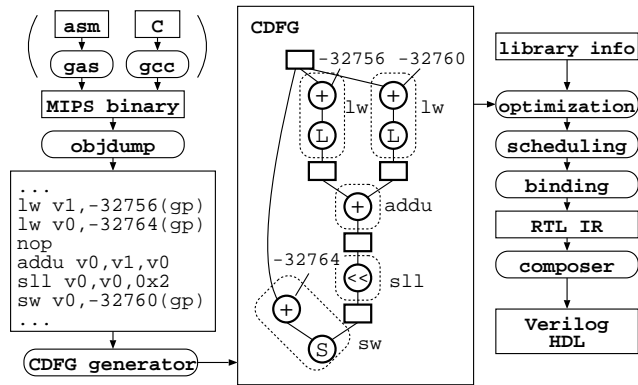 asm
C
gas
gcc
MIPS binary
objdump
...
lw v1,-32756(gp)
lw v0,-32764(gp)
nop
addu v0,v1,v0
sll v0,v0,0x2
sw v0,-32760(gp)
...
CDFG generator
CDFG
-32756
-32760
+
+
lw
lw
L
L
+
addu
-32764
<<
sll
+
S
sw
library info
optimization
scheduling
binding
RTL IR
composer
Verilog
HDL